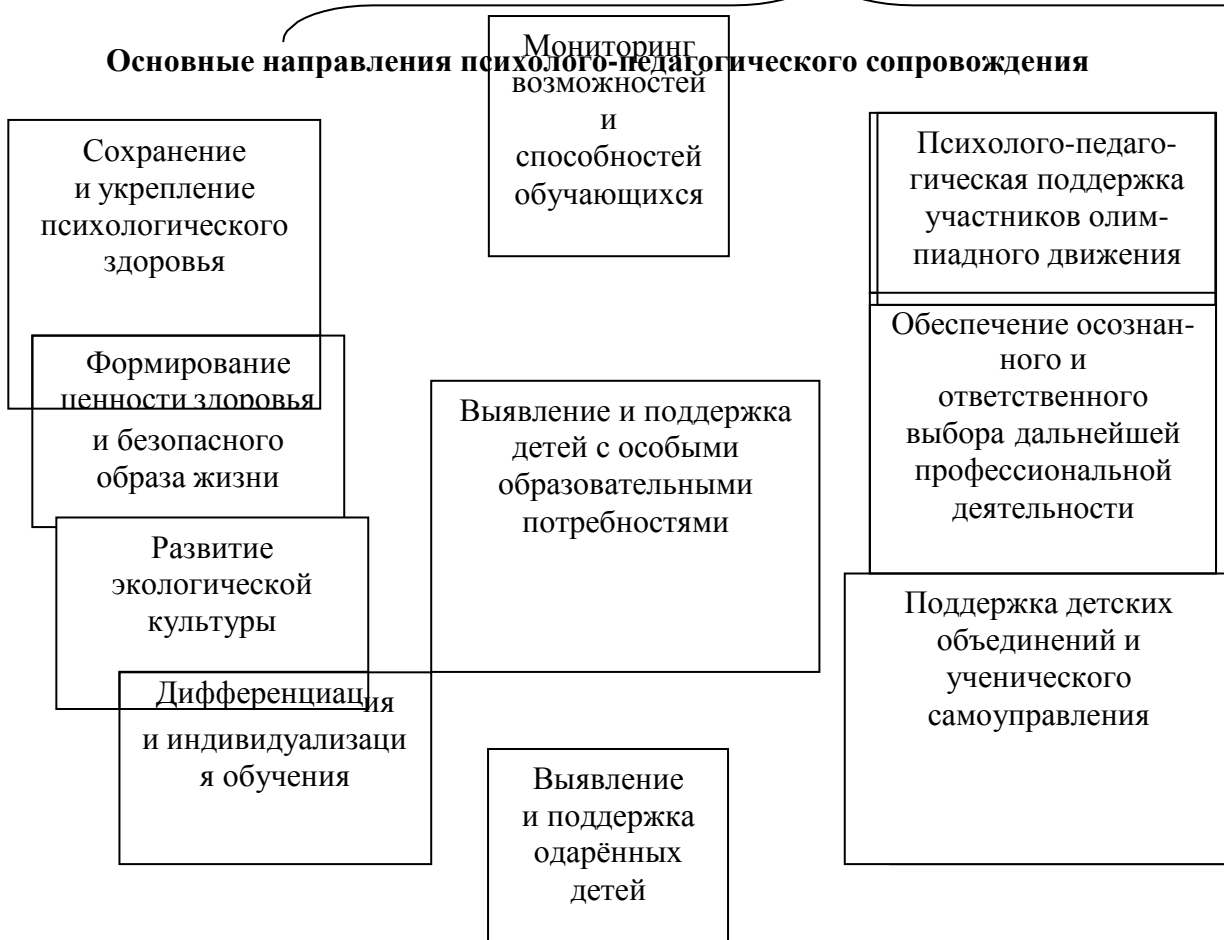 Основные направления психолого-педагогического сопровождения
Сохранение
и укрепление
психологического
здоровья
Формирование
ценности здоровья
и безопасного
образа жизни
Развитие
экологической
культуры
Дифференциация
и индивидуализаци
я обучения
Мониторинг
возможностей
и
способностей
обучающихся
Выявление и поддержка
детей с особыми
образовательными
потребностями
Выявление
и поддержка
одарённых
детей
Психолого-педаго-
гическая поддержка
участников олим-
пиадного движения
Обеспечение осознан-
ного и
ответственного
выбора дальнейшей
профессиональной
деятельности
Поддержка детских
объединений и
ученического
самоуправления